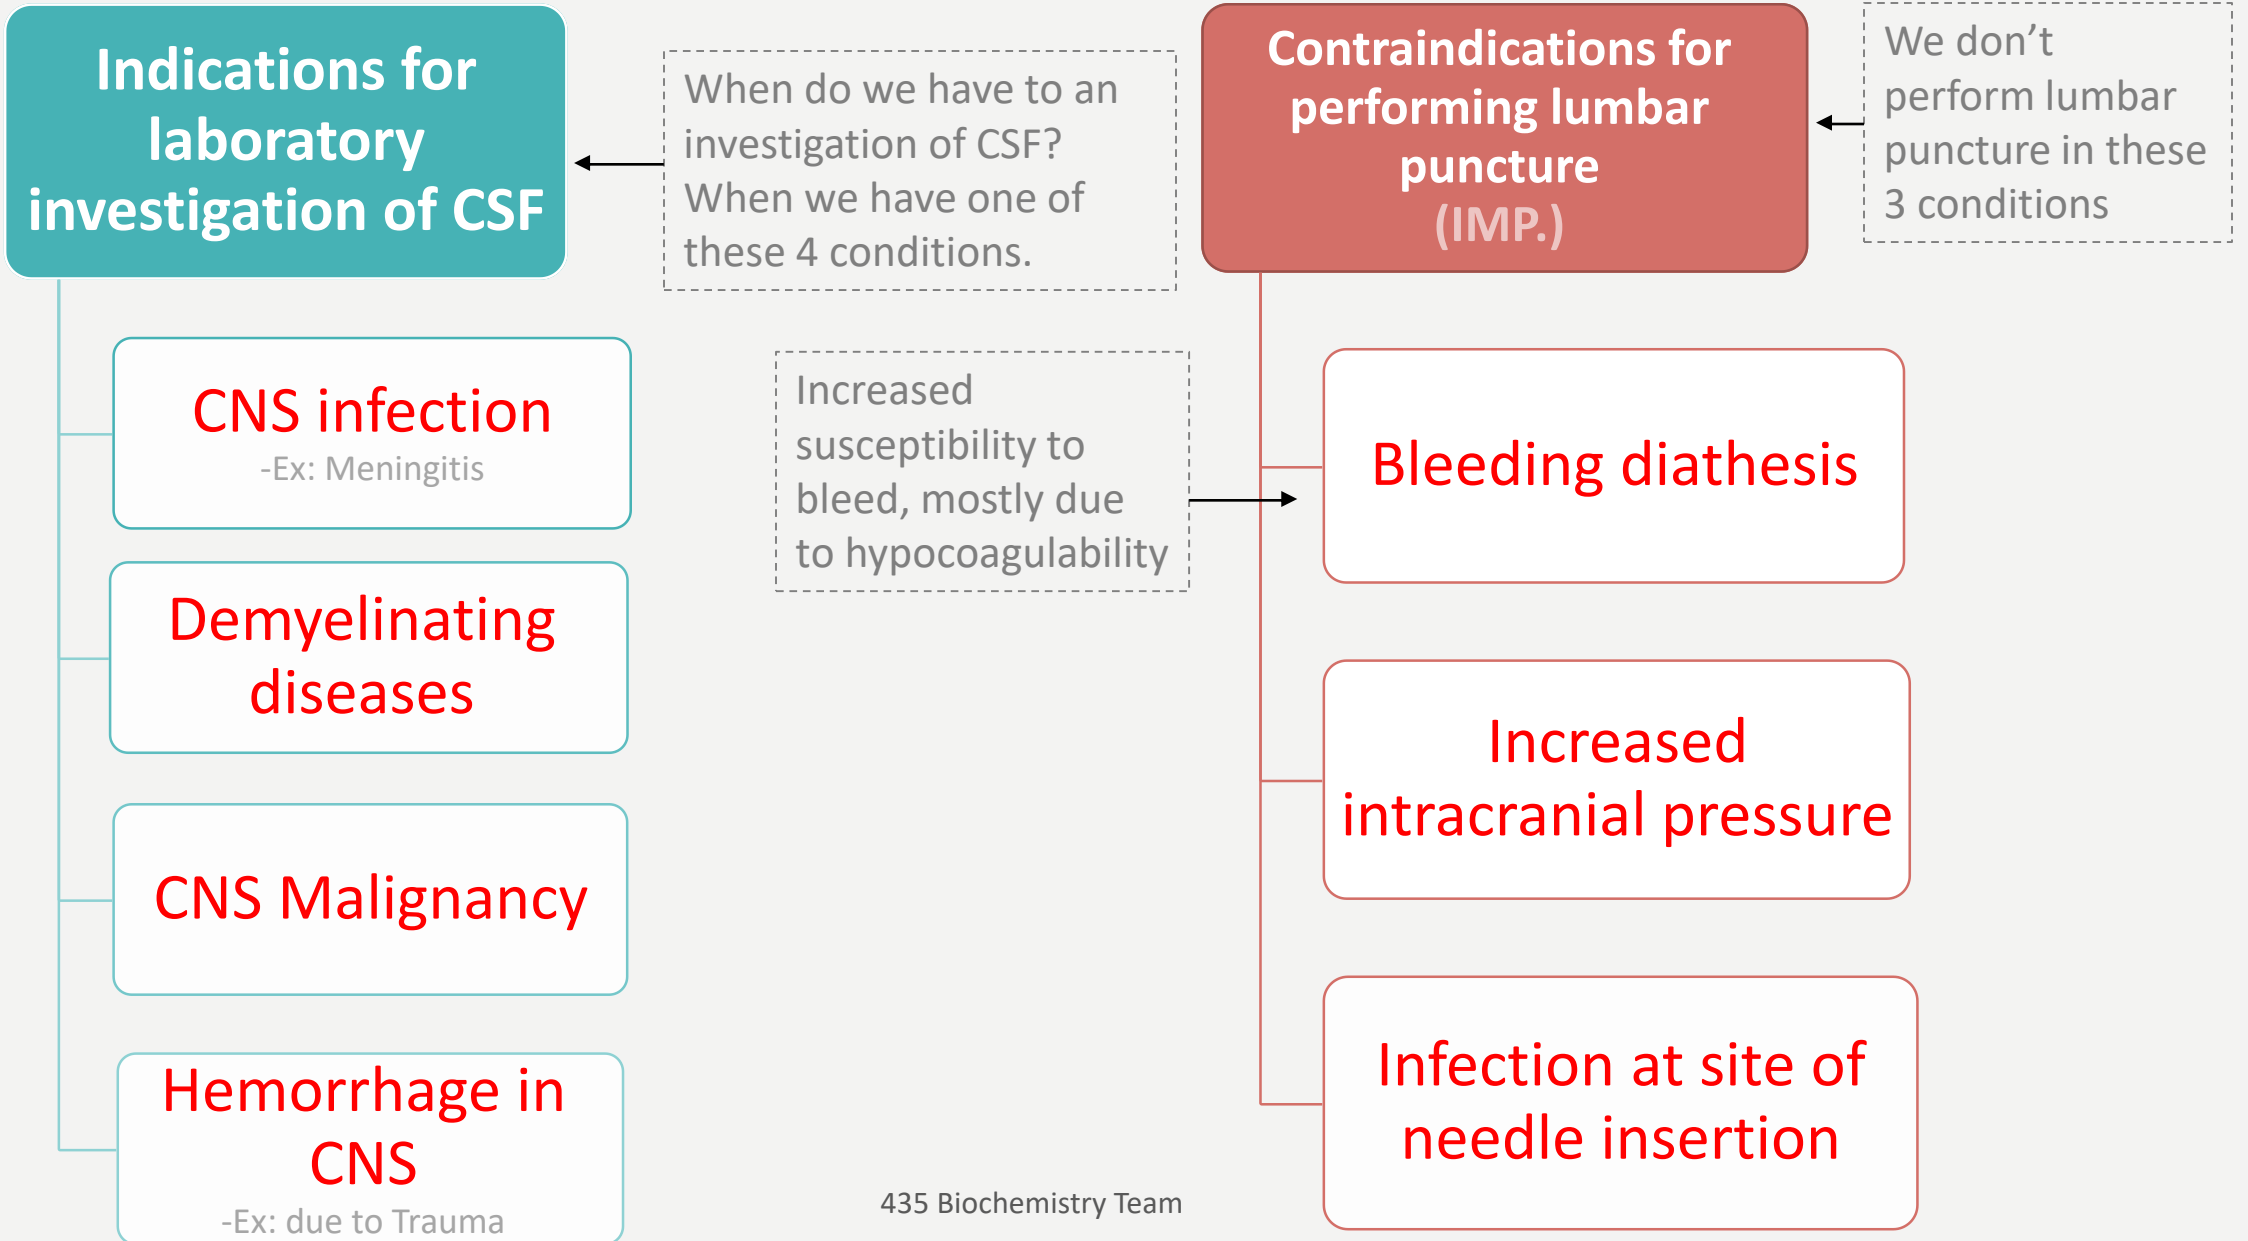 Indications for
laboratory
investigation of CSF
When do we have to an
investigation of CSF?
When we have one of
these 4 conditions.
CNS infection
-Ex: Meningitis
Demyelinating
diseases
CNS Malignancy
Hemorrhage in
CNS
-Ex: due to Trauma
Contraindications for
performing lumbar
puncture
(IMP.)
We don’t
perform lumbar
puncture in these
3 conditions
Increased
susceptibility to
bleed, mostly due
to hypocoagulability
Bleeding diathesis
Increased
intracranial pressure
Infection at site of
needle insertion
435 Biochemistry Team